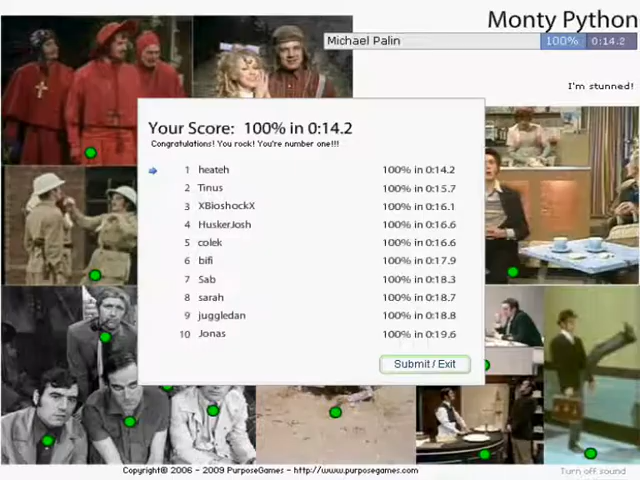 Monty Python
Michael Palin 100% 0:14.2
I'm stunned!
Your Score: 100% in 0:14.2
Congratulations! You rock! You're number one!!!
1 heateh 100% in 0:14.2
2 Tinus 100% in 0:15.7
3 XBioshockX 100% in 0:16.1
4 HuskerJosh 100% in 0:16.6
5 colek 100% in 0:16.6
6 bifi 100% in 0:17.9
7 Sab 100% in 0:18.3
8 sarah 100% in 0:18.7
9 juggledan 100% in 0:18.8
10 Jonas 100% in 0:19.6
Submit / Exit
Copyright© 2006 - 2009 PurposeGames - http://www.purposegames.com
Turn off sound